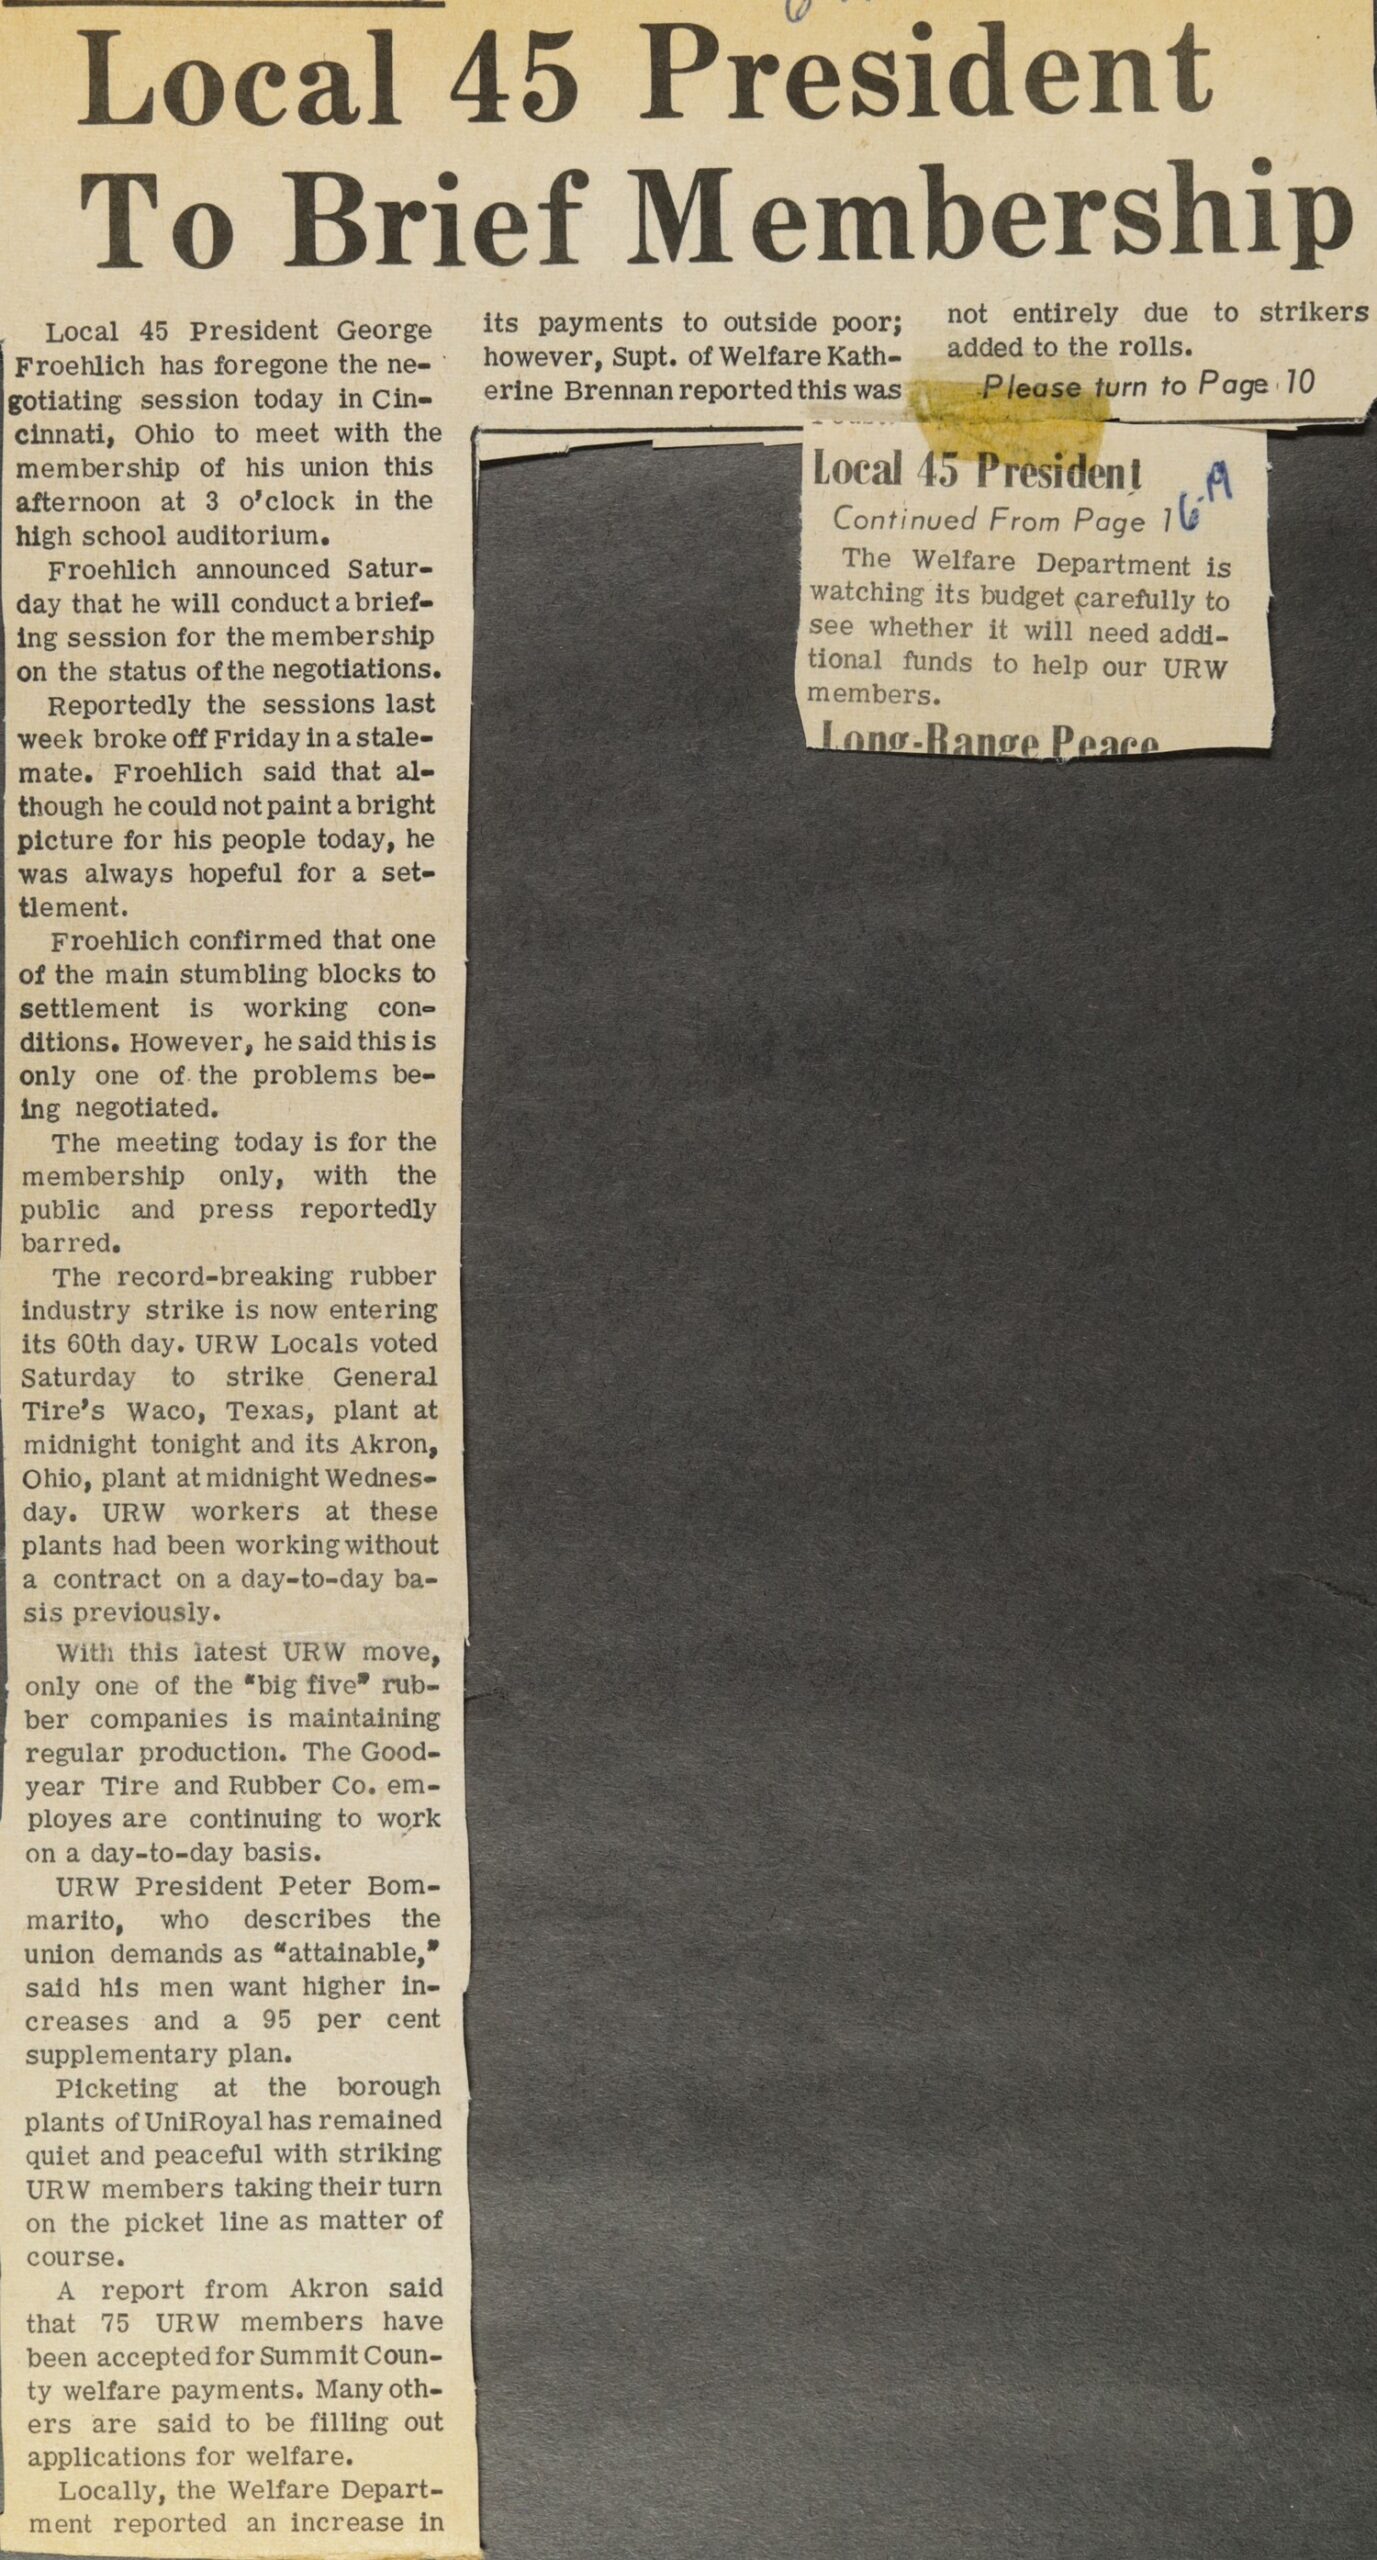 Local 45 President
To Brief Membership
Local 45 President George
Froehlich has foregone the ne-
gotiating session today in Cin-
cinnati, Ohio to meet with the
membership of his union this
afternoon at 3 o'clock in the
high school auditorium.
Froehlich announced Satur-
day that he will conduct a brief-
ing session for the membership
on the status of the negotiations.
Reportedly the sessions last
week broke off Friday in a stale-
mate. Froehlich said that al-
though he could not paint a bright
picture for his people today, he
was always hopeful for a set-
tlement.
Froehlich confirmed that one
of the main stumbling blocks to
settlement is working con-
ditions. However, he said this is
only one of the problems be-
ing negotiated.
The meeting today is for the
membership only, with the
public and press reportedly
barred.
The record-breaking rubber
industry strike is now entering
its 60th day. URW Locals voted
Saturday to strike General
Tire's Waco, Texas, plant at
midnight tonight and its Akron,
Ohio, plant at midnight Wednes-
day. URW workers at these
plants had been working without
a contract on a day-to-day ba-
sis previously.
With this latest URW move,
only one of the "big five" rub-
ber companies is maintaining
regular production. The Good-
year Tire and Rubber Co. em-
ployes are continuing to work
on a day-to-day basis.
URW President Peter Bom-
marito, who describes the
union demands as "attainable,"
said his men want higher in-
creases and a 95 per cent
supplementary plan.
Picketing at the borough
plants of UniRoyal has remained
quiet and peaceful with striking
URW members taking their turn
on the picket line as matter of
course.
A report from Akron said
that 75 URW members have
been accepted for Summit Coun-
ty welfare payments. Many oth-
ers are said to be filling out
applications for welfare.
Locally, the Welfare Depart-
ment reported an increase in
its payments to outside poor;
however, Supt. of Welfare Kath-
erine Brennan reported this was
not entirely due to strikers
added to the rolls.
Please turn to Page 10
Local 45 President
Continued From Page 1
The Welfare Department is
watching its budget carefully to
see whether it will need addi-
tional funds to help our URW
members.
Long-Range Peace